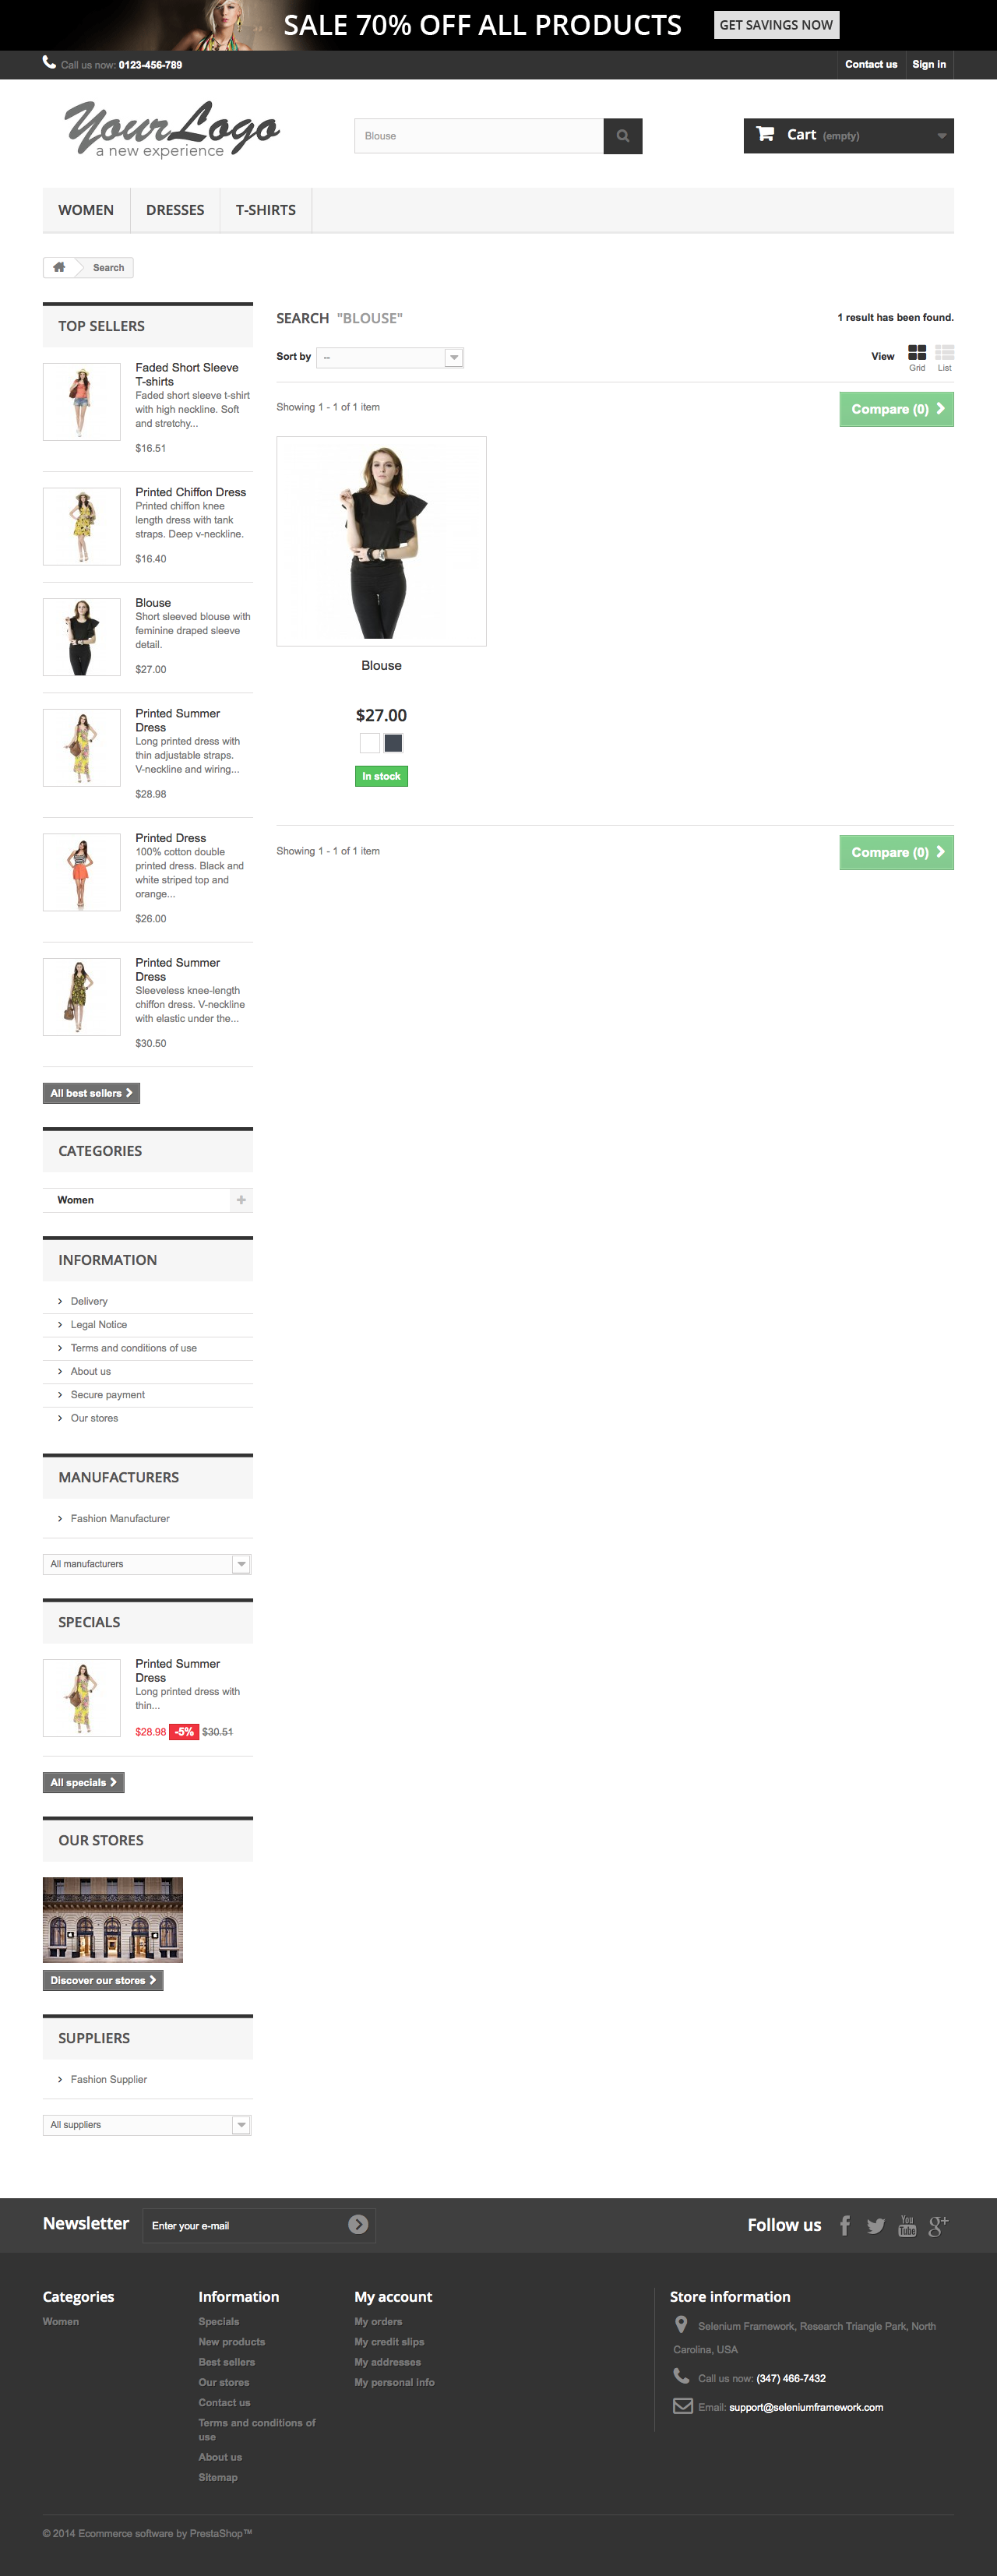 SALE 70% OFF ALL PRODUCTS GET SAVINGS NOW
Call us now: 0123-456-789
Contact us Sign in
YourLogo
a new experience
Blouse
Cart (empty)
WOMEN DRESSES T-SHIRTS
Search
TOP SELLERS
Faded Short Sleeve
T-shirts
Faded short sleeve t-shirt
with high neckline. Soft
and stretchy...
$16.51
Printed Chiffon Dress
Printed chiffon knee
length dress with tank
straps. Deep v-neckline.
$16.40
Blouse
Short sleeved blouse with
feminine draped sleeve
detail.
$27.00
Printed Summer
Dress
Long printed dress with
thin adjustable straps.
V-neckline and wiring...
$28.98
Printed Dress
100% cotton double
printed dress. Black and
white striped top and
orange...
$26.00
Printed Summer
Dress
Sleeveless knee-length
chiffon dress. V-neckline
with elastic under the...
$30.50
All best sellers
CATEGORIES
Women
INFORMATION
Delivery
Legal Notice
Terms and conditions of use
About us
Secure payment
Our stores
MANUFACTURERS
Fashion Manufacturer
All manufacturers
SPECIALS
Printed Summer
Dress
Long printed dress with
thin...
$28.98 -5% $30.51
All specials
OUR STORES
Discover our stores
SUPPLIERS
Fashion Supplier
All suppliers
SEARCH "BLOUSE"
1 result has been found.
Sort by --
View Grid List
Showing 1 - 1 of 1 item
Compare (0)
Blouse
$27.00
In stock
Showing 1 - 1 of 1 item
Compare (0)
Newsletter Enter your e-mail
Follow us You Tube g+
Categories
Women
Information
Specials
New products
Best sellers
Our stores
Contact us
Terms and conditions of
use
About us
Sitemap
My account
My orders
My credit slips
My addresses
My personal info
Store information
Selenium Framework, Research Triangle Park, North
Carolina, USA
Call us now: (347) 466-7432
Email: support@seleniumframework.com
© 2014 Ecommerce software by PrestaShop™